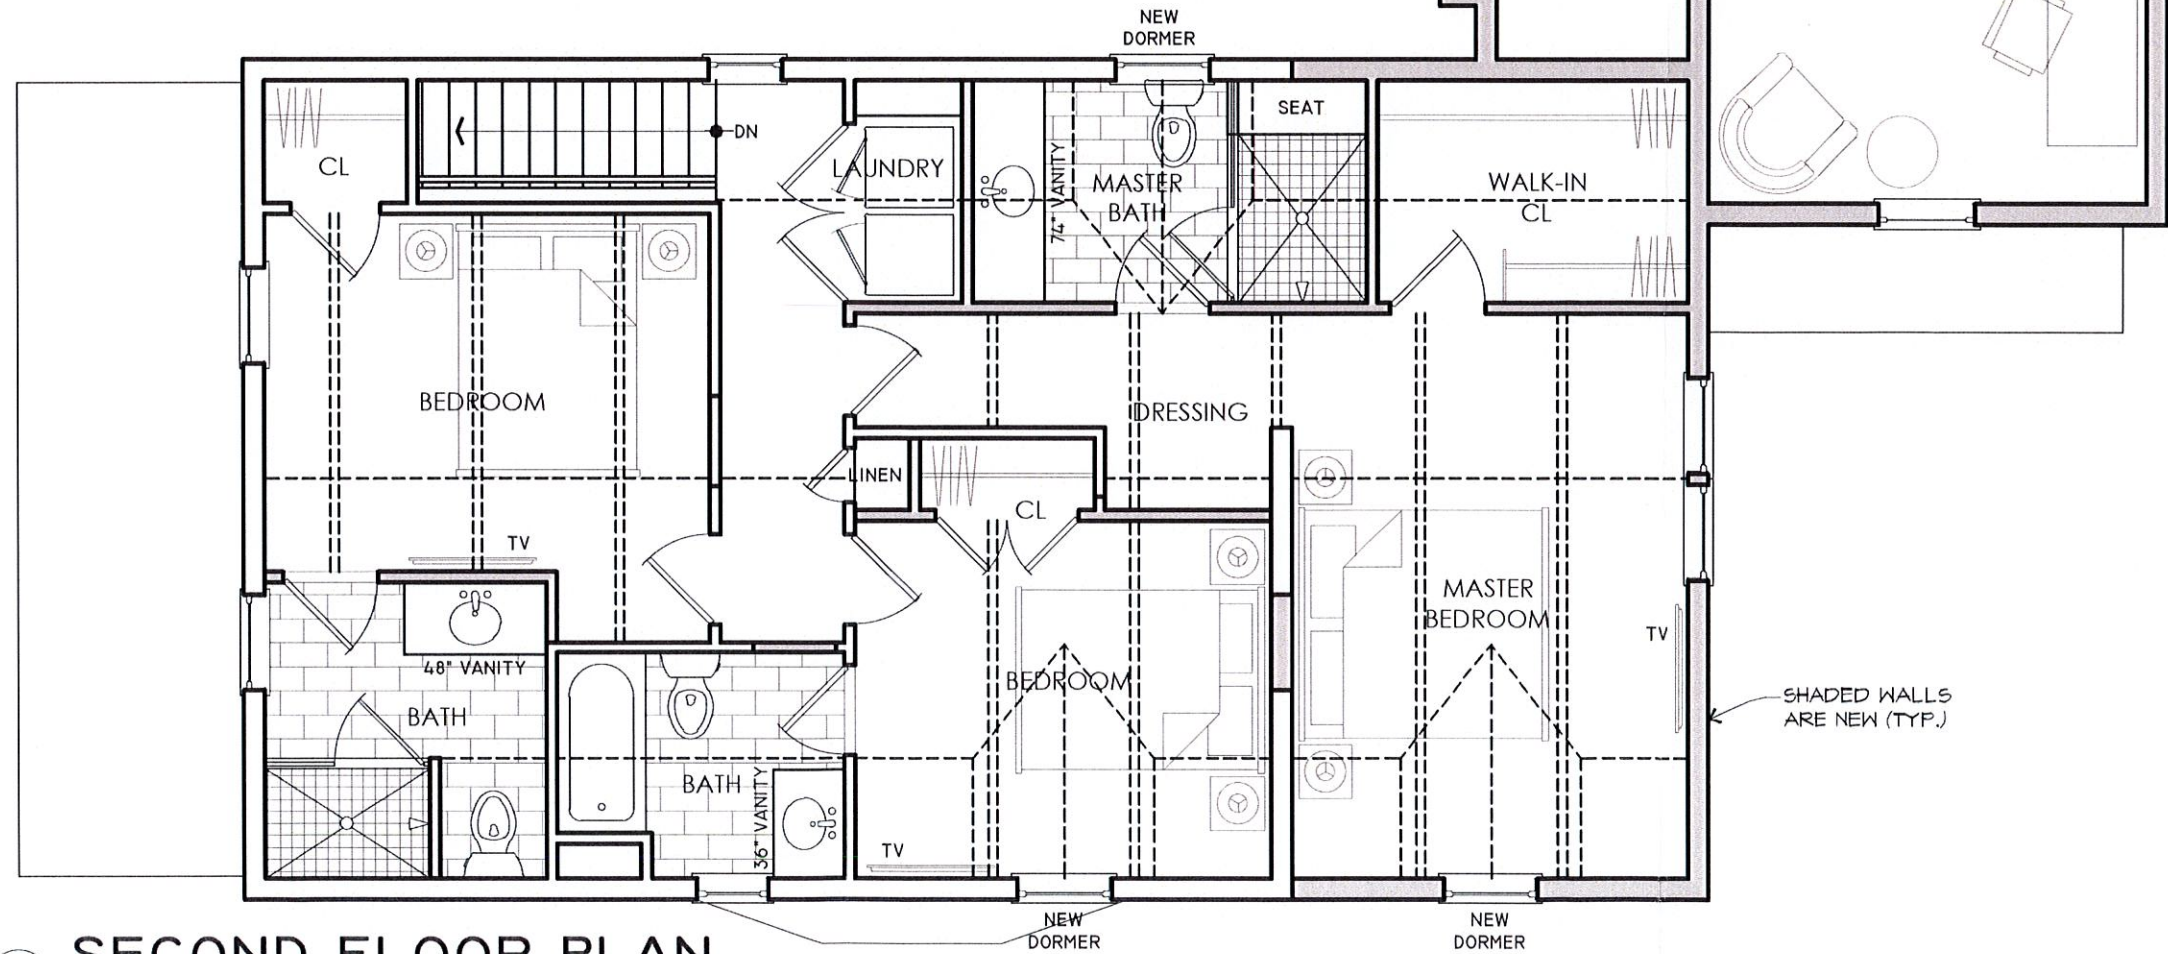 NEW
DORMER
SEAT
DN
CL
LAUNDRY
74" VANITY
MASTER
BATH
WALK-IN
CL
BEDROOM
DRESSING
LINEN
CL
TV
MASTER
BEDROOM
TV
48" VANITY
BEDROOM
SHADED WALLS
ARE NEW (TYP.)
BATH
BATH
36" VANITY
TV
NEW
DORMER
NEW
DORMER
SECOND FLOOR PLAN